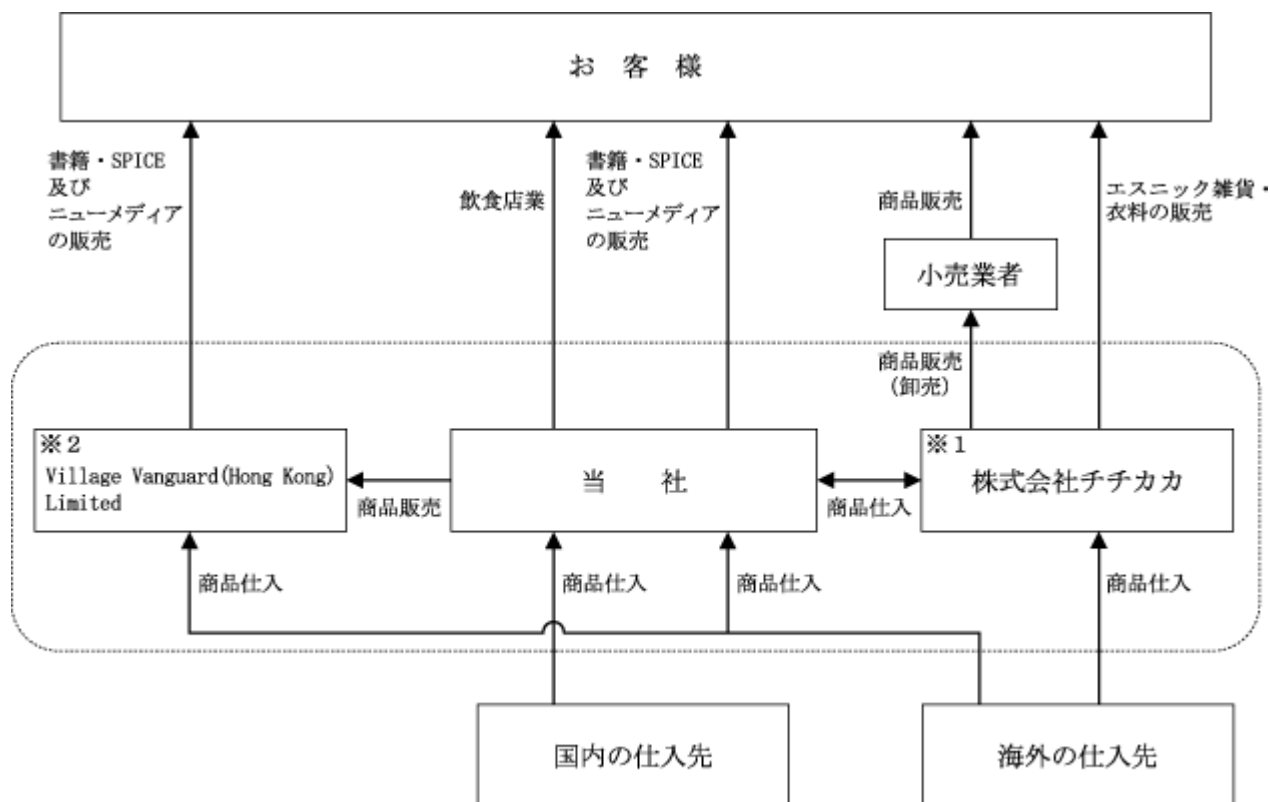 お 客 様
書籍・SPICE
及び
ニューメディア
の販売
飲食店業
書籍・SPICE
及び
ニューメディア
の販売
商品販売
エスニック雑貨・
衣料の販売
小売業者
商品販売
(卸売)
※2
Village Vanguard(Hong Kong)
Limited
商品販売
当 社
商品仕入
※1
株式会社チチカカ
商品仕入
商品仕入
商品仕入
商品仕入
国内の仕入先
海外の仕入先